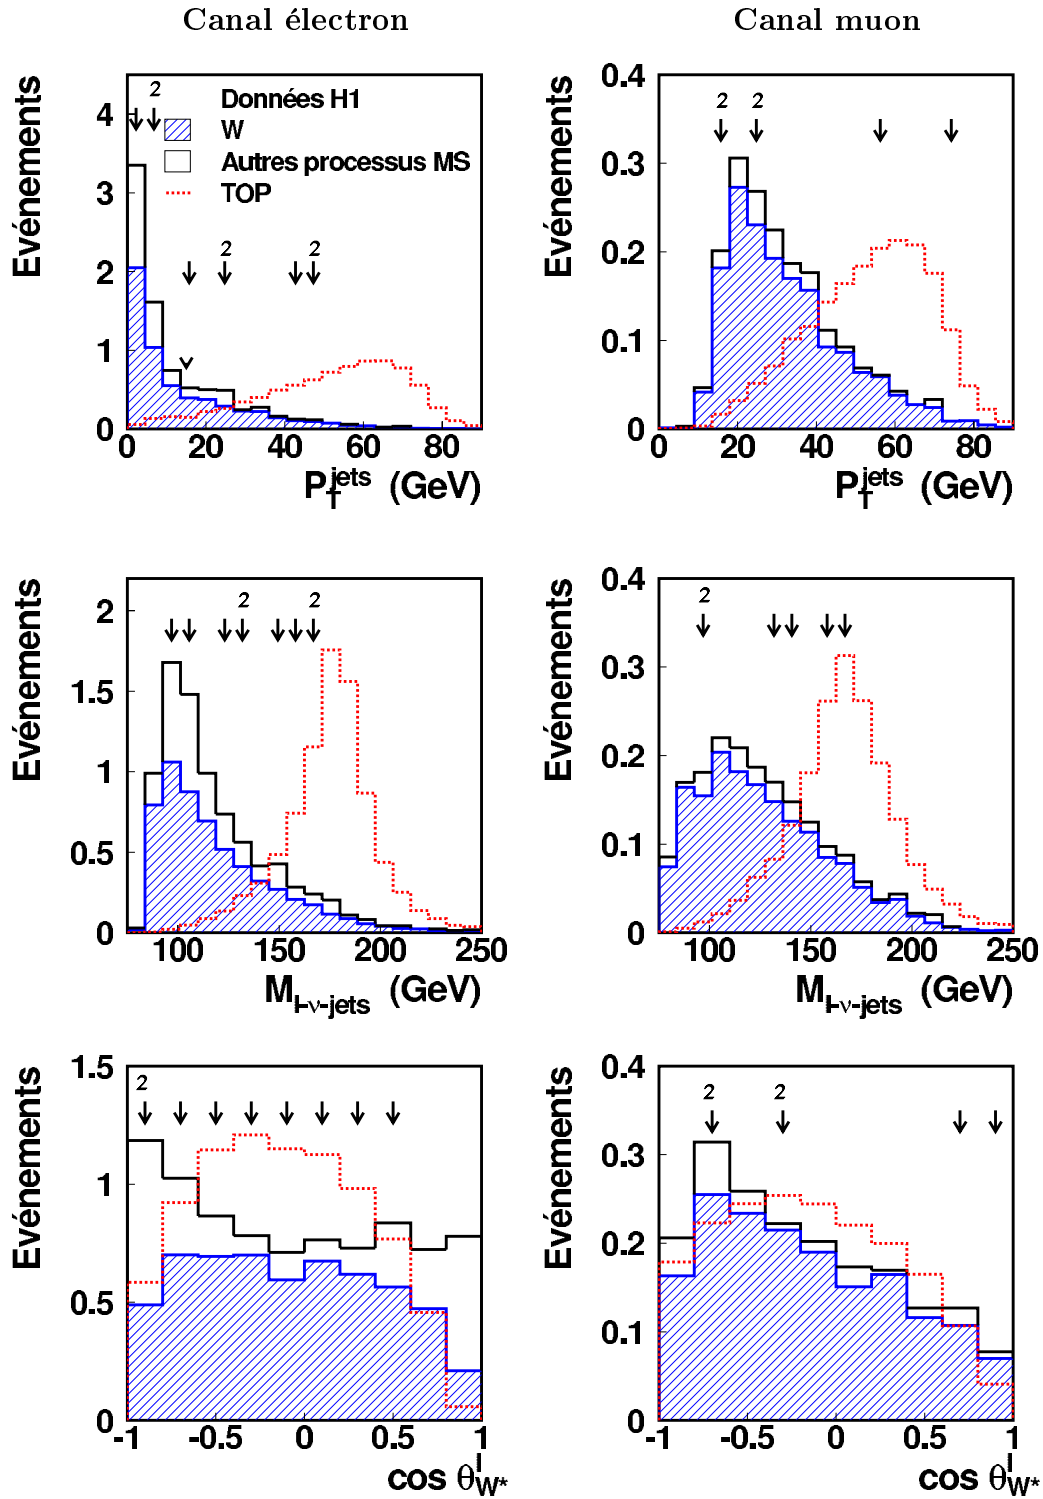 Canal électron
Canal muon
Evénements
4
3
2
1
0
2
2
2
Données H1
W
Autres processus MS
TOP
0 20 40 60 80
P_T^jets (GeV)
Evénements
0.4
0.3
0.2
0.1
0
2 2
0 20 40 60 80
P_T^jets (GeV)
Evénements
2
1.5
1
0.5
0
2 2
100 150 200 250
M_l-ν-jets (GeV)
Evénements
0.4
0.3
0.2
0.1
0
2
100 150 200 250
M_l-ν-jets (GeV)
Evénements
1.5
1
0.5
0
2
-1 -0.5 0 0.5 1
cos θ_W*^l
Evénements
0.4
0.3
0.2
0.1
0
2 2
-1 -0.5 0 0.5 1
cos θ_W*^l